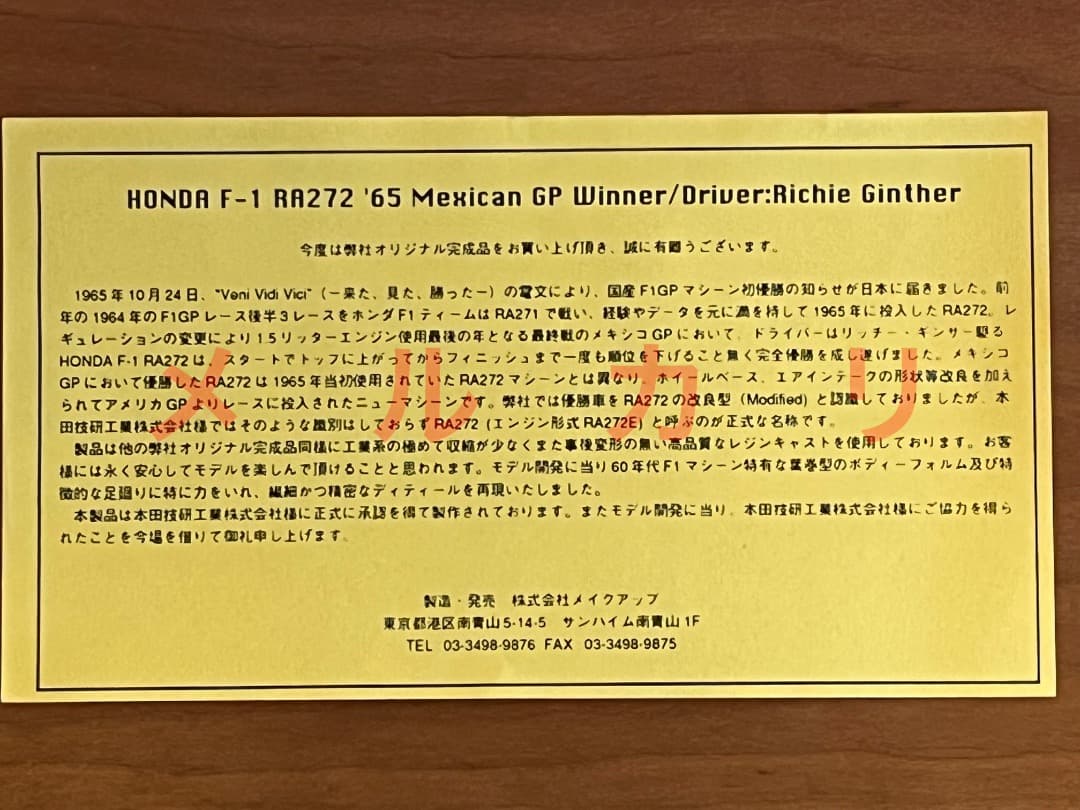 HONDA F-1 RA272 '65 Mexican GP Winner/Driver:Richie Ginther
今度は弊社オリジナル完成品をお買い上げ頂き、誠に有難うございます。
1965年10月24日、"Veni Vidi Vici"（ー来た、見た、勝ったー）の電文により、国産F1GPマシーン初優勝の知らせが日本に届きました。前
年の1964年のF1GPレース後半3レースをホンダF1ティームはRA271で戦い、経験やデータを元に満を持して1965年に投入したRA272。レ
ギュレーションの変更により1.5リッターエンジン使用最後の年となる最終戦のメキシコGPにおいて、ドライバーはリッチー・ギンサー駆る
HONDA F-1 RA272は、スタートでトップに上がってからフィニッシュまで一度も順位を下げること無く完全優勝を成し遂げました。メキシコ
GPにおいて優勝したRA272は1965年当初使用されていたRA272マシーンとは異なり、ホイールベース、エアインテークの形状等改良を加え
られてアメリカGPよりレースに投入されたニューマシーンです。弊社では優勝車をRA272の改良型（Modified）と認識しておりましたが、本
田技研工業株式会社様ではそのような識別はしておらずRA272（エンジン形式RA272E）と呼ぶのが正式な名称です。
製品は他の弊社オリジナル完成品同様に工業系の極めて収縮が少なくまた事後変形の無い高品質なレジンキャストを使用しております。お客
様には永く安心してモデルを楽しんで頂けることと思われます。モデル開発に当り60年代F1マシーン特有な葉巻型のボディーフォルム及び特
徴的な足廻りに特に力をいれ、繊細かつ精密なディティールを再現いたしました。
本製品は本田技研工業株式会社様に正式に承認を得て製作されております。またモデル開発に当り、本田技研工業株式会社様にご協力を得ら
れたことを今場を借りて御礼申し上げます。
メルカリ
製造・発売 株式会社メイクアップ
東京都港区南青山5-14-5 サンハイム南青山1F
TEL 03-3498-9876 FAX 03-3498-9875